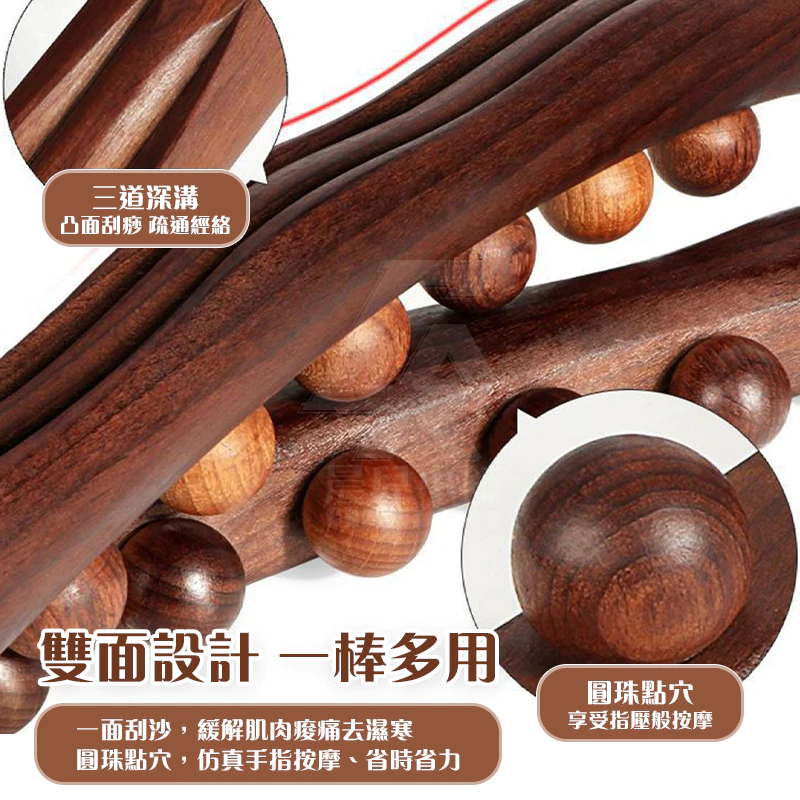 三道深溝
凸面刮痧 疏通經絡
雙面設計 一棒多用
圓珠點穴
享受指壓般按摩
一面刮沙，緩解肌肉痠痛去濕寒
圓珠點穴，仿真手指按摩、省時省力